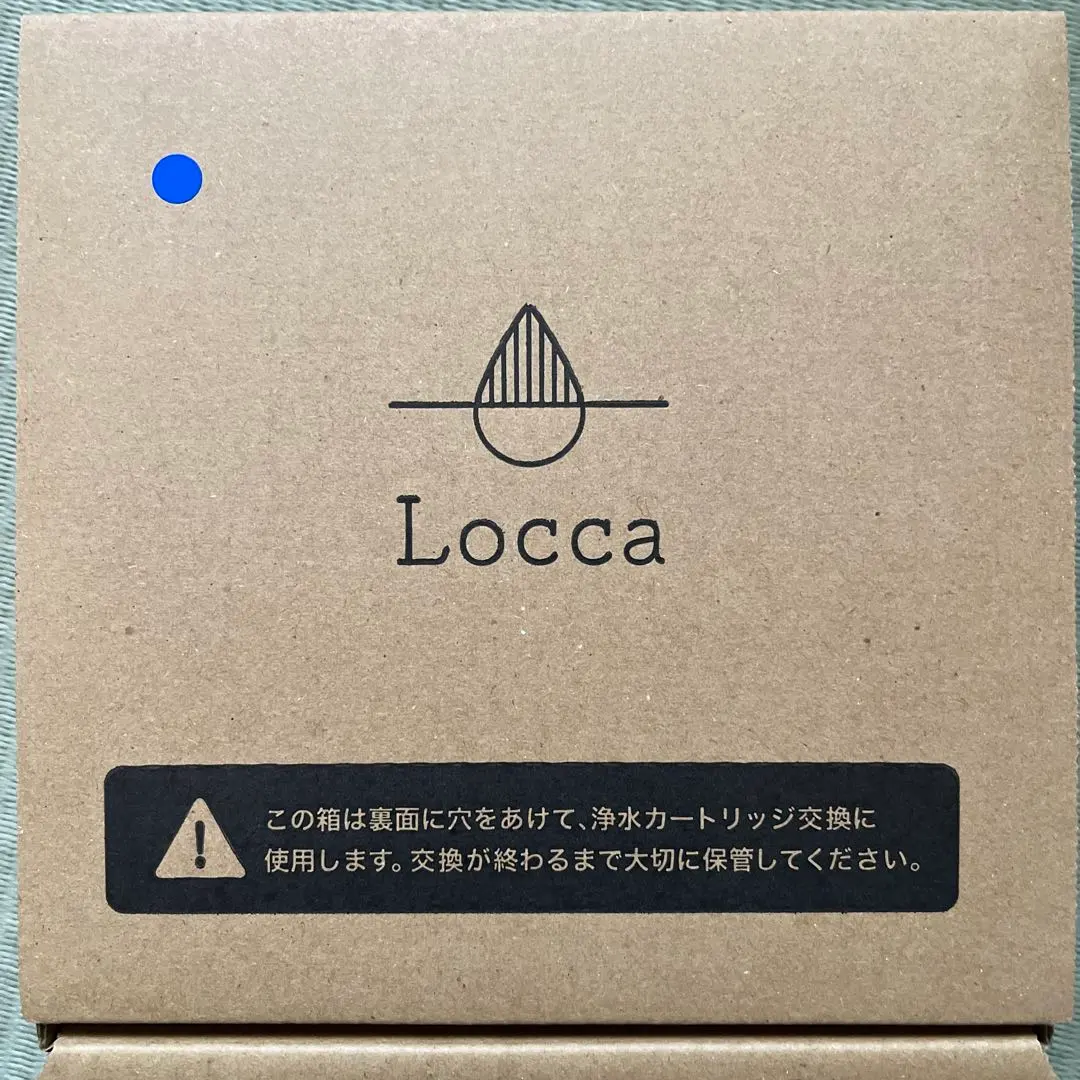 Locca
この箱は裏面に穴をあけて、浄水カートリッジ交換に
使用します。交換が終わるまで大切に保管してください。